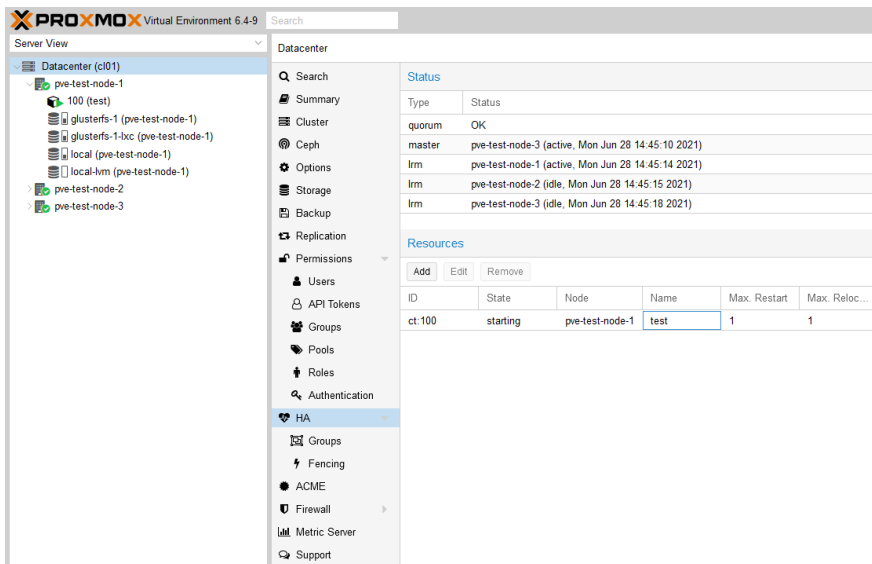 PROXMOX Virtual Environment 6.4-9 Search
Server View
Datacenter (cl01)
pve-test-node-1
100 (test)
glusterfs-1 (pve-test-node-1)
glusterfs-1-lxc (pve-test-node-1)
local (pve-test-node-1)
local-lvm (pve-test-node-1)
pve-test-node-2
pve-test-node-3
Datacenter
Search
Summary
Cluster
Ceph
Options
Storage
Backup
Replication
Permissions
Users
API Tokens
Groups
Pools
Roles
Authentication
HA
Groups
Fencing
ACME
Firewall
Metric Server
Support
Status
Type Status
quorum OK
master pve-test-node-3 (active, Mon Jun 28 14:45:10 2021)
lrm pve-test-node-1 (active, Mon Jun 28 14:45:14 2021)
lrm pve-test-node-2 (idle, Mon Jun 28 14:45:15 2021)
lrm pve-test-node-3 (idle, Mon Jun 28 14:45:18 2021)
Resources
Add Edit Remove
ID State Node Name Max. Restart Max. Reloc...
ct:100 starting pve-test-node-1 test 1 1